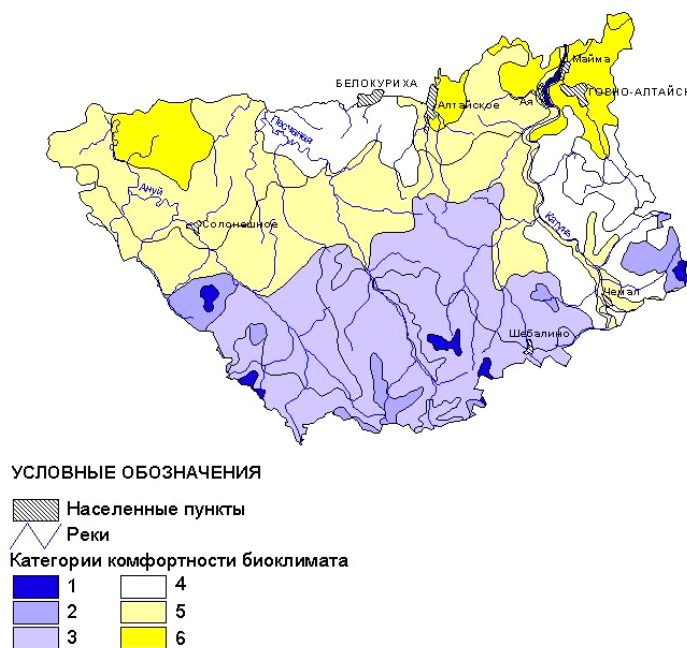 Майма
БЕЛОКУРИХА
ГОРНО-АЛТАЙСК
Алтайское
Ая
Песчаная
Ануй
Солонешное
Катунь
Чемал
Шебалино
УСЛОВНЫЕ ОБОЗНАЧЕНИЯ
Населенные пункты
Реки
Категории комфортности биоклимата
1 4
2 5
3 6